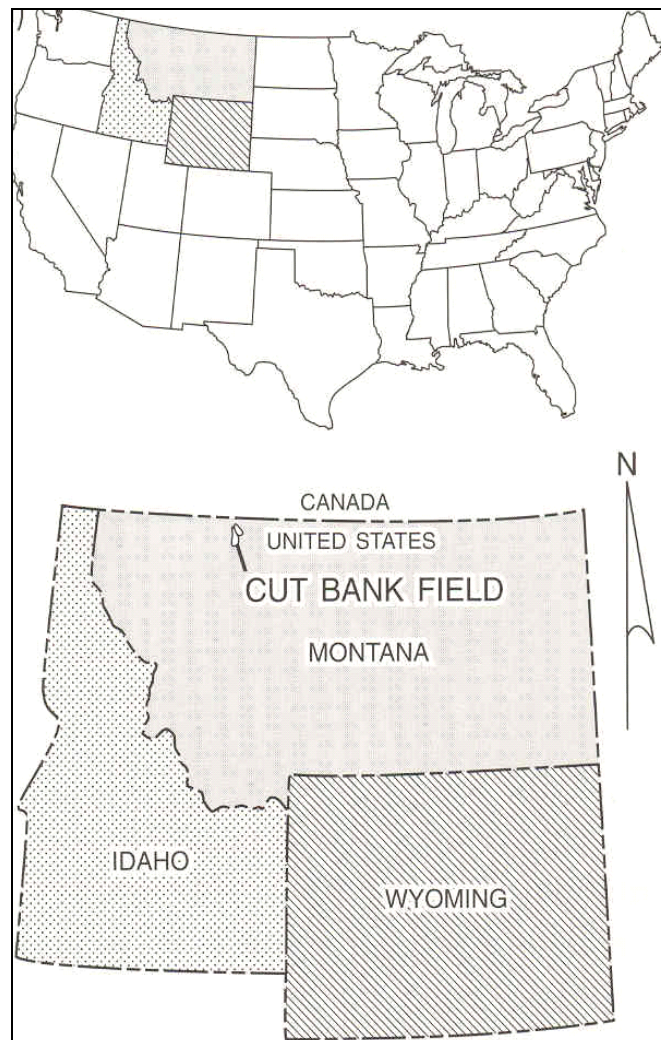 N
CANADA
UNITED STATES
CUT BANK FIELD
MONTANA
IDAHO
WYOMING